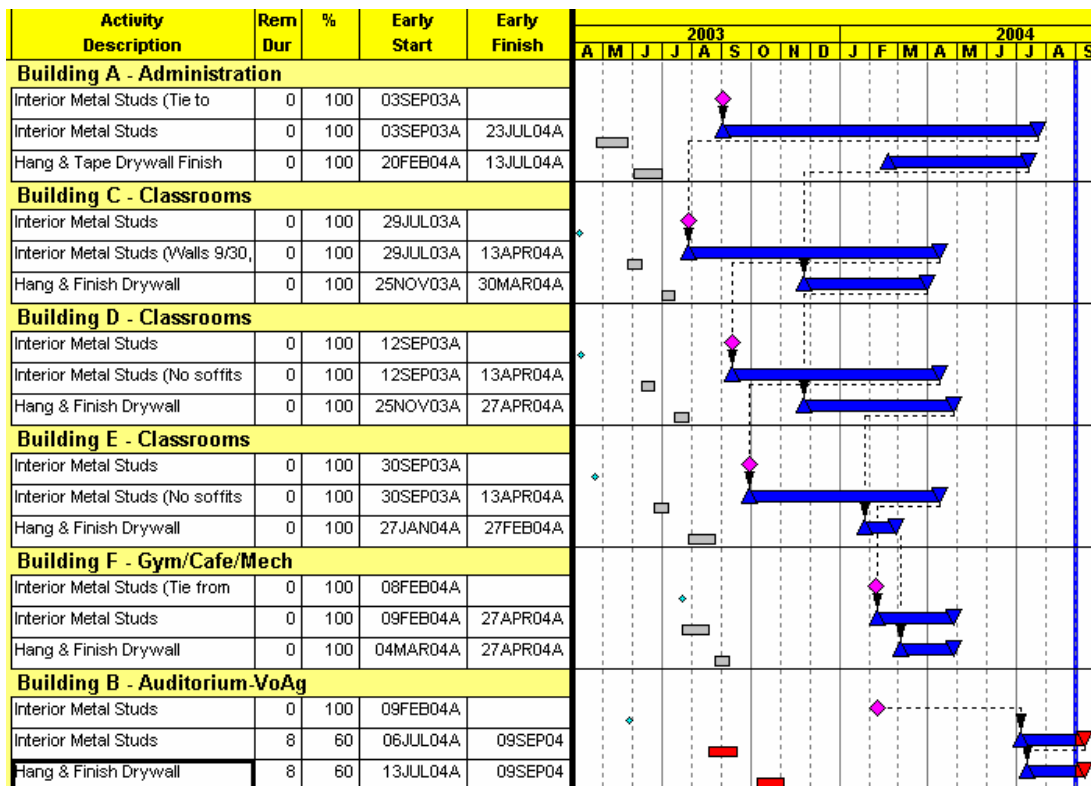 Activity Rem % Early Early 2003 2004
Description Dur Start Finish A M J J A S O N D J F M A M J J A S
Building A - Administration
Interior Metal Studs (Tie to 0 100 03SEP03A
Interior Metal Studs 0 100 03SEP03A 23JUL04A
Hang & Tape Drywall Finish 0 100 20FEB04A 13JUL04A
Building C - Classrooms
Interior Metal Studs 0 100 29JUL03A
Interior Metal Studs (Walls 9/30, 0 100 29JUL03A 13APR04A
Hang & Finish Drywall 0 100 25NOV03A 30MAR04A
Building D - Classrooms
Interior Metal Studs 0 100 12SEP03A
Interior Metal Studs (No soffits 0 100 12SEP03A 13APR04A
Hang & Finish Drywall 0 100 25NOV03A 27APR04A
Building E - Classrooms
Interior Metal Studs 0 100 30SEP03A
Interior Metal Studs (No soffits 0 100 30SEP03A 13APR04A
Hang & Finish Drywall 0 100 27JAN04A 27FEB04A
Building F - Gym/Cafe/Mech
Interior Metal Studs (Tie from 0 100 08FEB04A
Interior Metal Studs 0 100 09FEB04A 27APR04A
Hang & Finish Drywall 0 100 04MAR04A 27APR04A
Building B - Auditorium-VoAg
Interior Metal Studs 0 100 09FEB04A
Interior Metal Studs 8 60 06JUL04A 09SEP04
Hang & Finish Drywall 8 60 13JUL04A 09SEP04